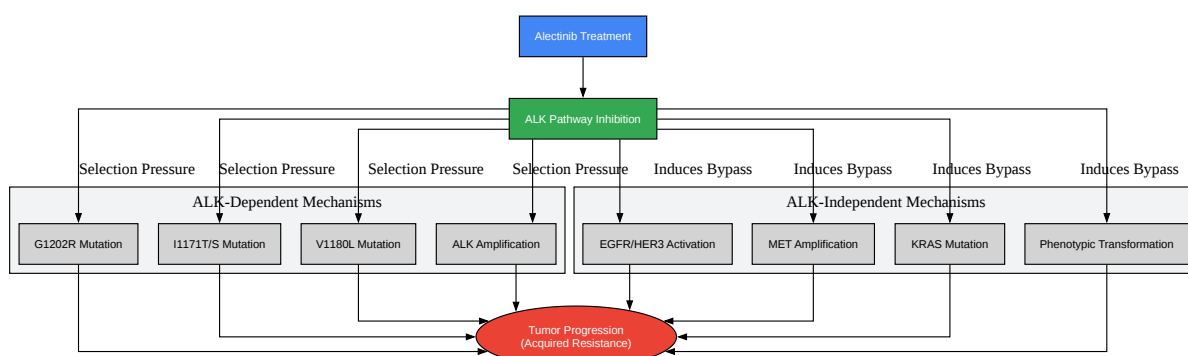 Alectinib Treatment
ALK Pathway Inhibition
Selection Pressure
Selection Pressure
Selection Pressure
Selection Pressure
Induces Bypass
Induces Bypass
Induces Bypass
Induces Bypass
ALK-Dependent Mechanisms
ALK-Independent Mechanisms
G1202R Mutation
I1171T/S Mutation
V1180L Mutation
ALK Amplification
EGFR/HER3 Activation
MET Amplification
KRAS Mutation
Phenotypic Transformation
Tumor Progression
(Acquired Resistance)